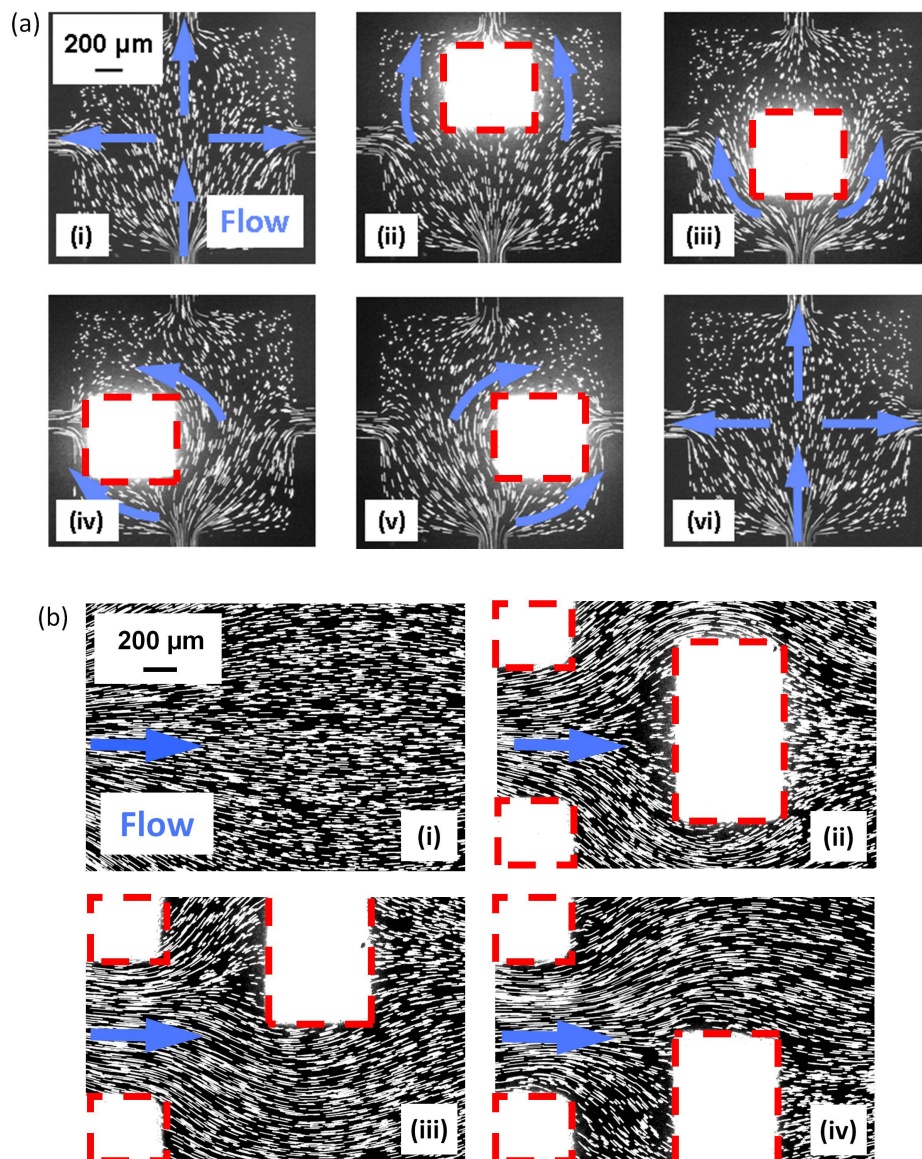 (a)
200 µm
Flow
(i)
(ii)
(iii)
(iv)
(v)
(vi)
(b)
200 µm
Flow
(i)
(ii)
(iii)
(iv)